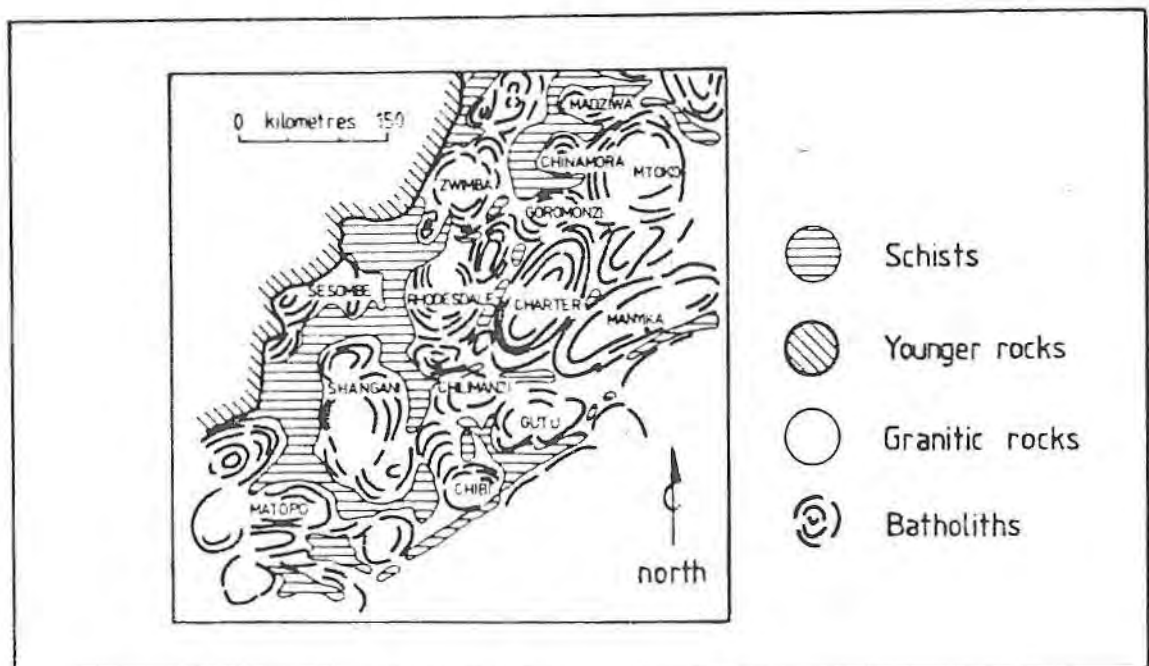 0 kilometres 150
MADZIWA
CHINAMORA
MTOKO
ZWIMBA
GOROMONZI
SESOMBE
RHODESDALE
CHARTER
MANYIKA
SHANGANI
CHILIMANZI
GUTU
CHIBI
MATOPO
north
Schists
Younger rocks
Granitic rocks
Batholiths